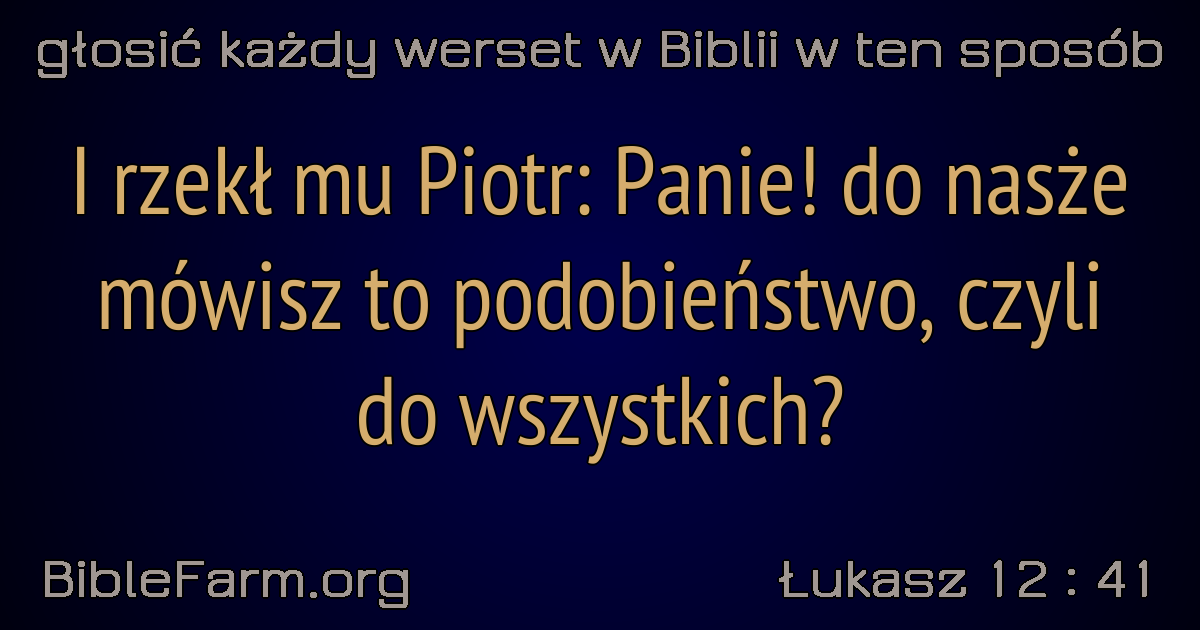 głosić każdy werset w Biblii w ten sposób
I rzekł mu Piotr: Panie! do nasże
mówisz to podobieństwo, czyli
do wszystkich?
BibleFarm.org
Łukasz 12 : 41